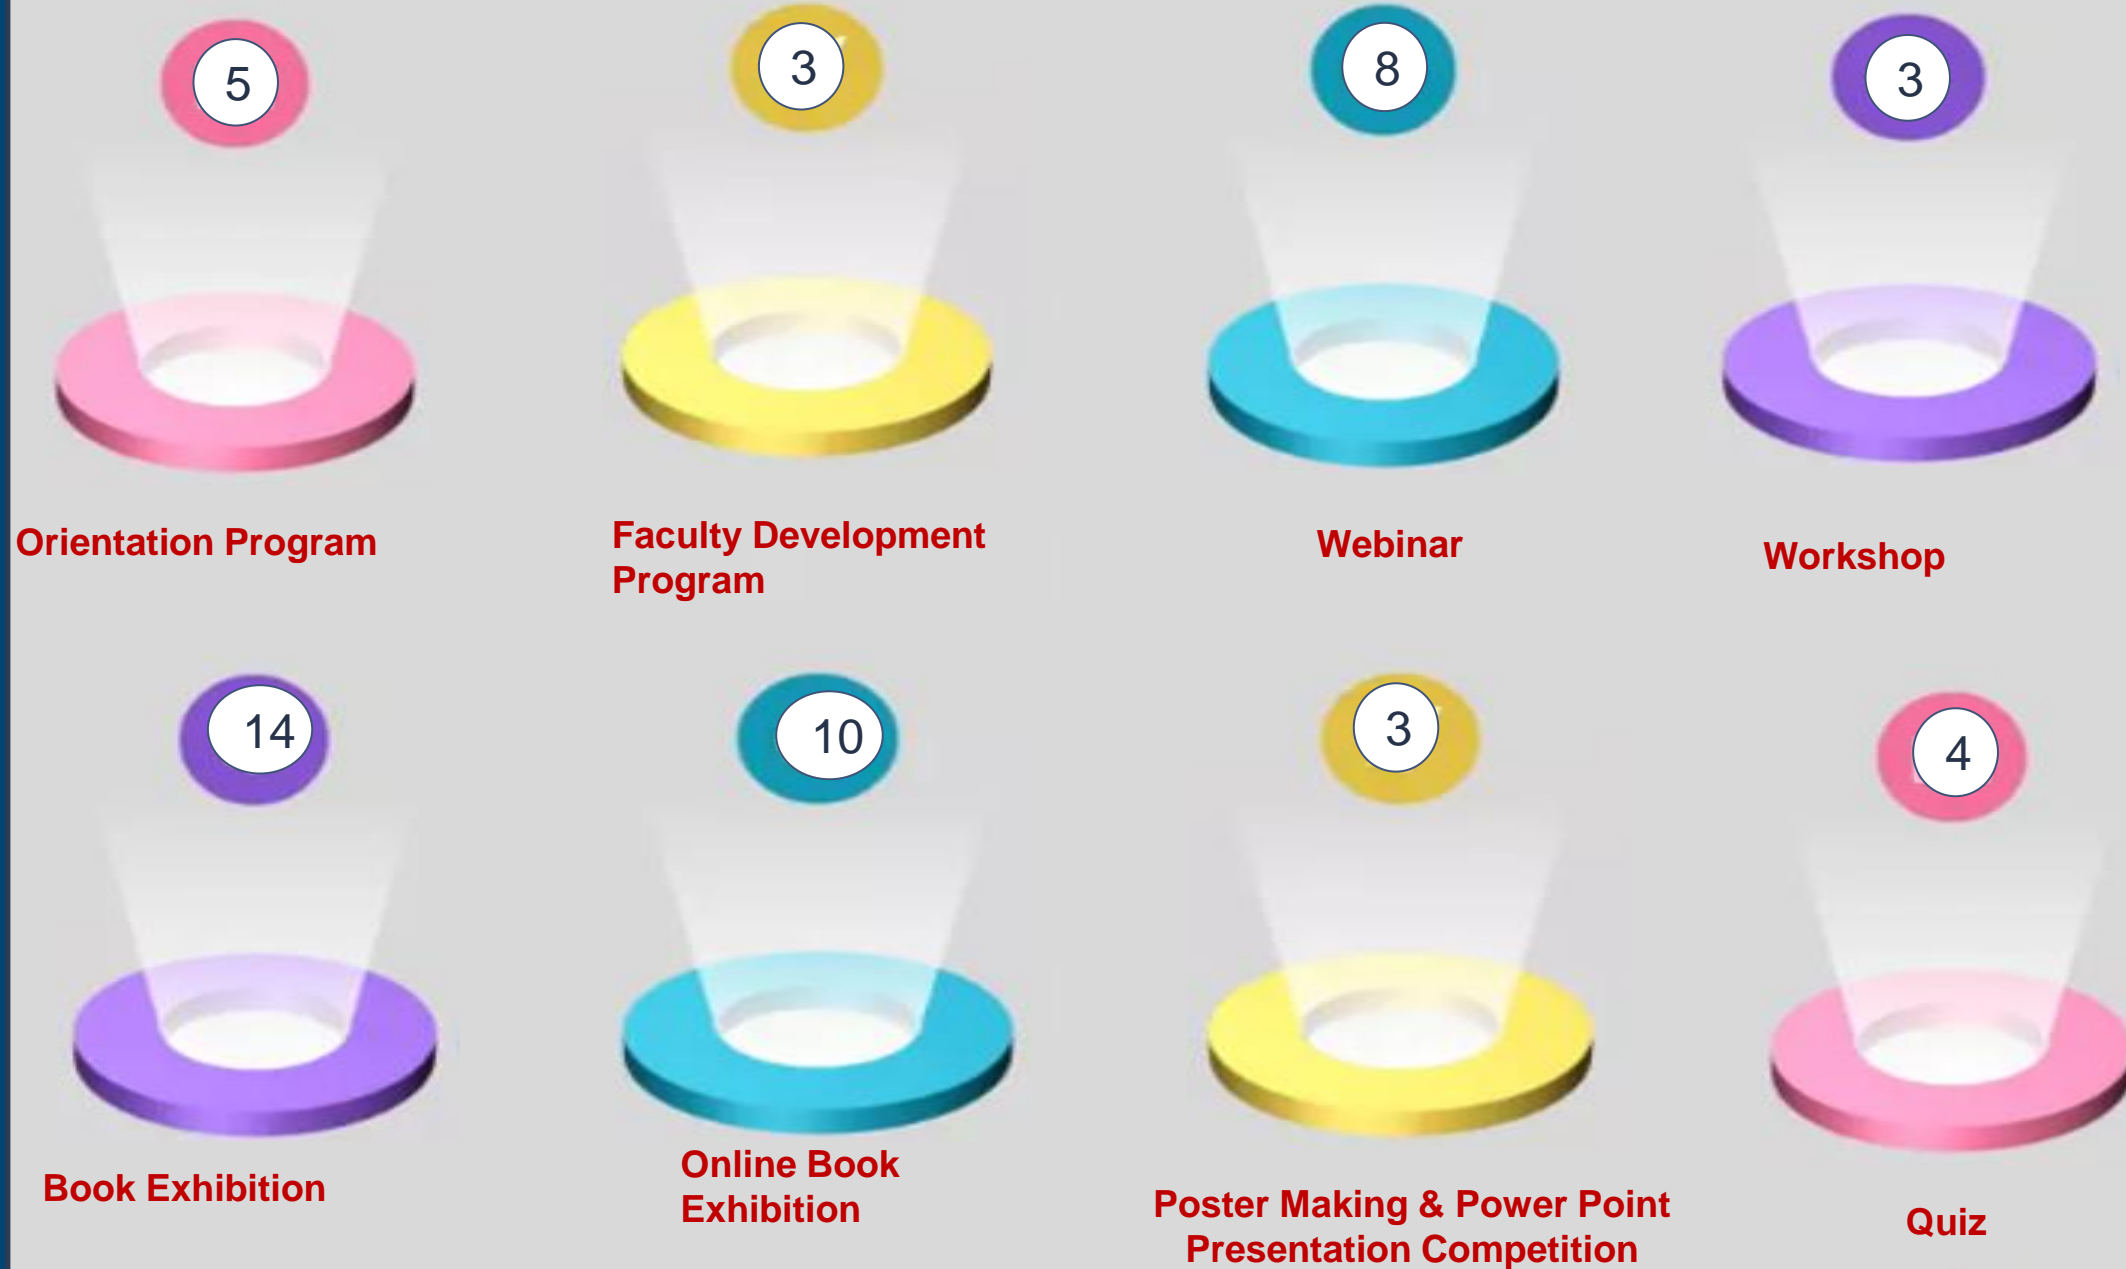 5
3
8
3
Orientation Program
Faculty Development
Program
Webinar
Workshop
14
10
3
4
Book Exhibition
Online Book
Exhibition
Poster Making & Power Point
Presentation Competition
Quiz